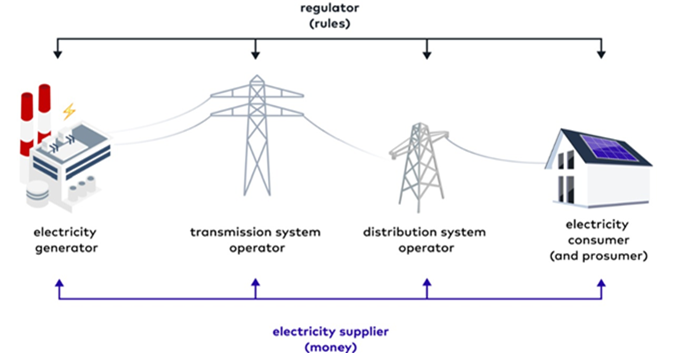 regulator
(rules)
electricity
generator
transmission system
operator
distribution system
operator
electricity
consumer
(and prosumer)
electricity supplier
(money)